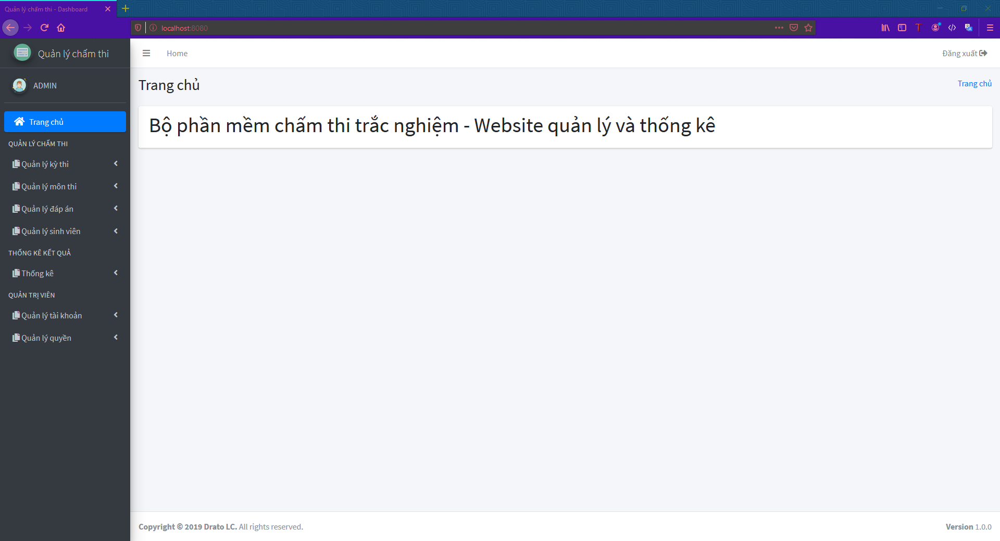 Quản lý chấm thi - Dashboard
localhost:8080
Quản lý chấm thi
Home
Đăng xuất
ADMIN
Trang chủ
Trang chủ
Trang chủ
Bộ phần mềm chấm thi trắc nghiệm - Website quản lý và thống kê
QUẢN LÝ CHẤM THI
Quản lý kỳ thi
Quản lý môn thi
Quản lý đáp án
Quản lý sinh viên
THỐNG KÊ KẾT QUẢ
Thống kê
QUẢN TRỊ VIÊN
Quản lý tài khoản
Quản lý quyền
Copyright © 2019 Drato LC. All rights reserved.
Version 1.0.0